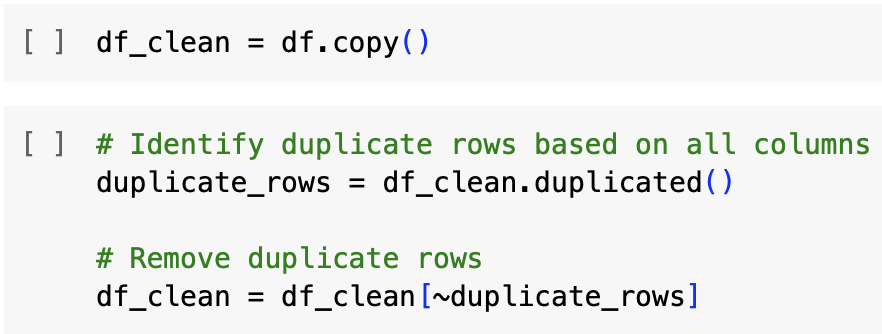 [ ] df_clean = df.copy()
[ ] # Identify duplicate rows based on all columns
duplicate_rows = df_clean.duplicated()
# Remove duplicate rows
df_clean = df_clean[~duplicate_rows]